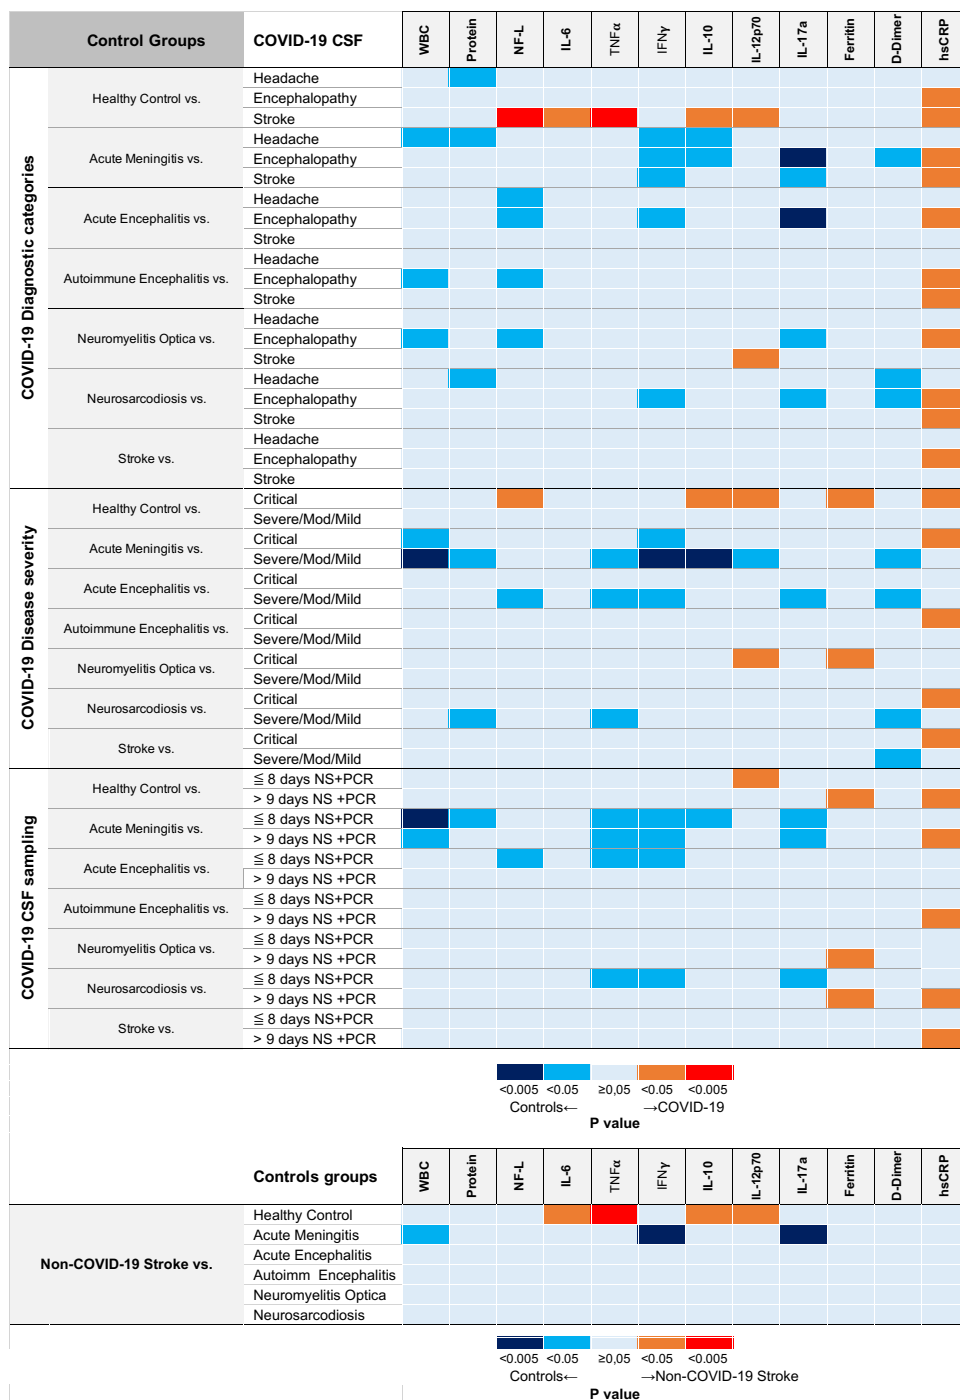 Control Groups COVID-19 CSF WBC Protein NF-L IL-6 TNFα IFNγ IL-10 IL-12p70 IL-17a Ferritin D-Dimer hsCRP
COVID-19 Diagnostic categories
Healthy Control vs.
Headache
Encephalopathy
Stroke
Acute Meningitis vs.
Headache
Encephalopathy
Stroke
Acute Encephalitis vs.
Headache
Encephalopathy
Stroke
Autoimmune Encephalitis vs.
Headache
Encephalopathy
Stroke
Neuromyelitis Optica vs.
Headache
Encephalopathy
Stroke
Neurosarcodiosis vs.
Headache
Encephalopathy
Stroke
Stroke vs.
Headache
Encephalopathy
Stroke
COVID-19 Disease severity
Healthy Control vs.
Critical
Severe/Mod/Mild
Acute Meningitis vs.
Critical
Severe/Mod/Mild
Acute Encephalitis vs.
Critical
Severe/Mod/Mild
Autoimmune Encephalitis vs.
Critical
Severe/Mod/Mild
Neuromyelitis Optica vs.
Critical
Severe/Mod/Mild
Neurosarcodiosis vs.
Critical
Severe/Mod/Mild
Stroke vs.
Critical
Severe/Mod/Mild
COVID-19 CSF sampling
Healthy Control vs.
≦ 8 days NS+PCR
> 9 days NS +PCR
Acute Meningitis vs.
≦ 8 days NS+PCR
> 9 days NS +PCR
Acute Encephalitis vs.
≦ 8 days NS+PCR
> 9 days NS +PCR
Autoimmune Encephalitis vs.
≦ 8 days NS+PCR
> 9 days NS +PCR
Neuromyelitis Optica vs.
≦ 8 days NS+PCR
> 9 days NS +PCR
Neurosarcodiosis vs.
≦ 8 days NS+PCR
> 9 days NS +PCR
Stroke vs.
≦ 8 days NS+PCR
> 9 days NS +PCR
<0.005 <0.05 ≥0,05 <0.05 <0.005
Controls← →COVID-19
P value
Controls groups WBC Protein NF-L IL-6 TNFα IFNγ IL-10 IL-12p70 IL-17a Ferritin D-Dimer hsCRP
Non-COVID-19 Stroke vs.
Healthy Control
Acute Meningitis
Acute Encephalitis
Autoimm Encephalitis
Neuromyelitis Optica
Neurosarcodiosis
<0.005 <0.05 ≥0,05 <0.05 <0.005
Controls← →Non-COVID-19 Stroke
P value